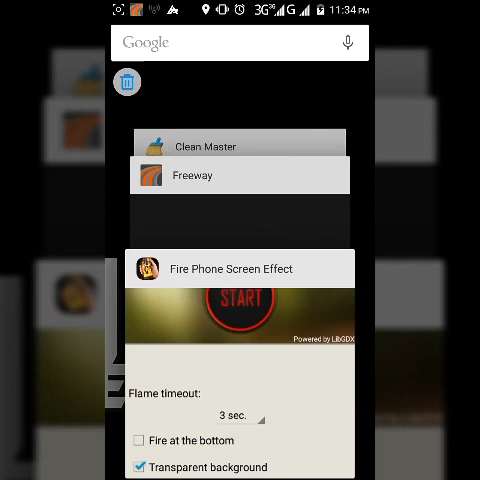 3G 3G G 11:34 PM
Google
Clean Master
Freeway
Fire Phone Screen Effect
START
Powered by LibGDX
Flame timeout:
3 sec.
Fire at the bottom
Transparent background